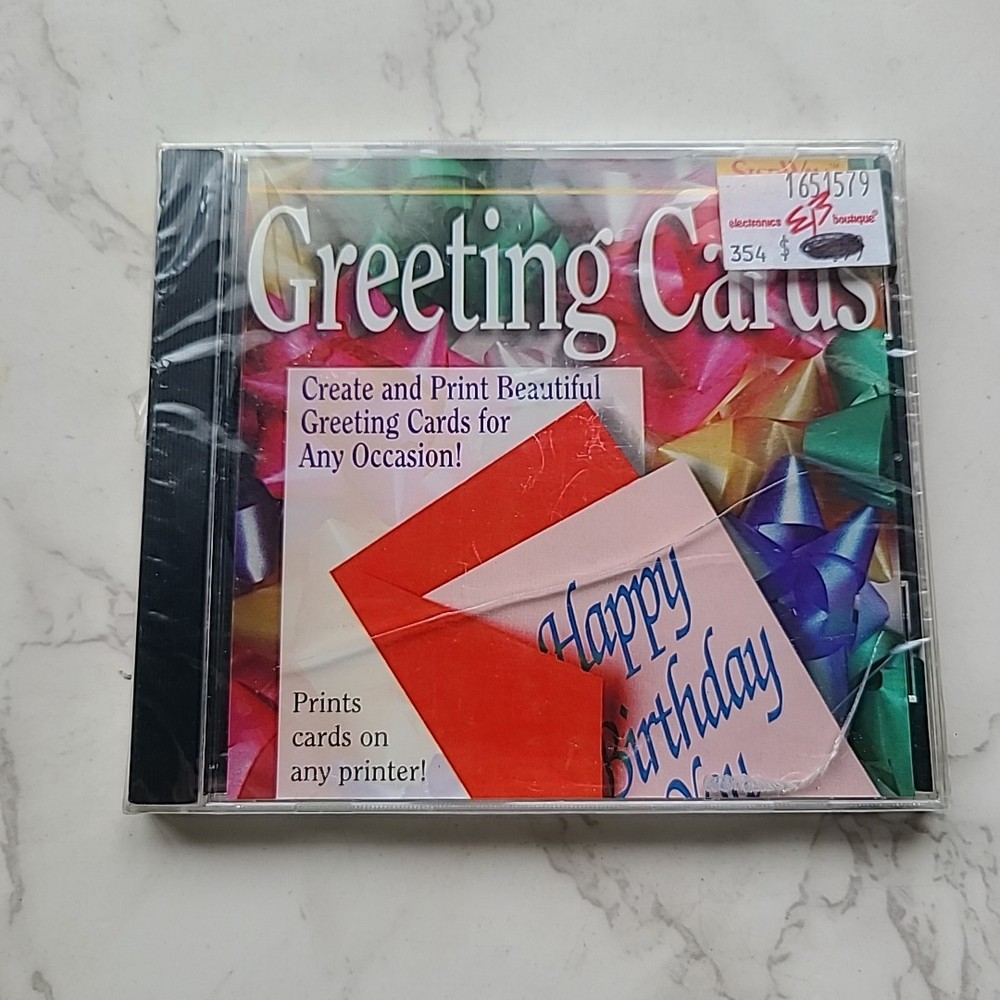 1651579
electronics EB boutique®
354 $
Greeting Cards
Create and Print Beautiful
Greeting Cards for
Any Occasion!
Happy
Birthday
Prints
cards on
any printer!